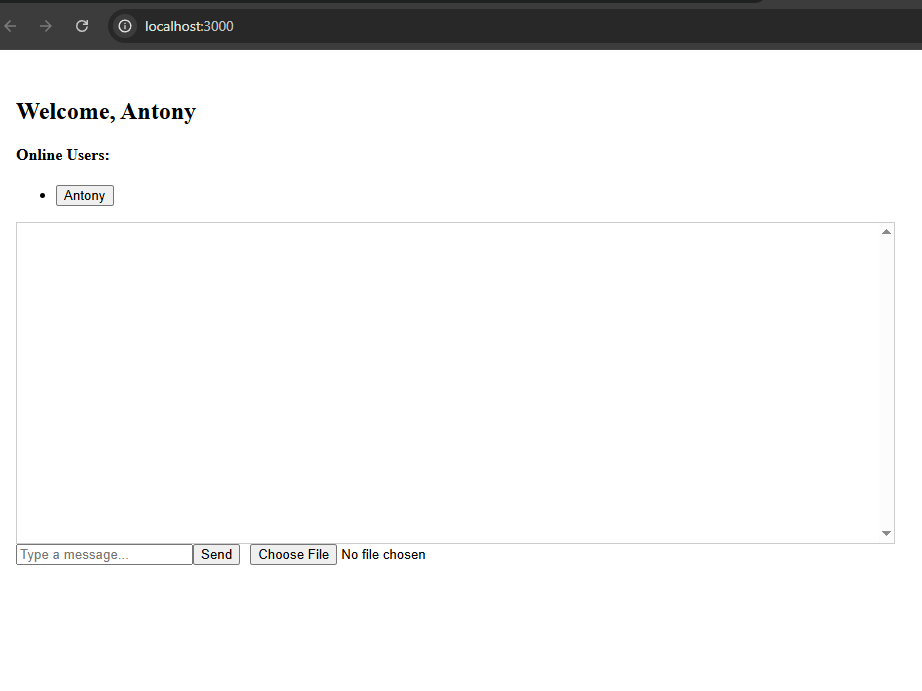 localhost:3000
Welcome, Antony
Online Users:
Antony
Type a message... Send Choose File No file chosen